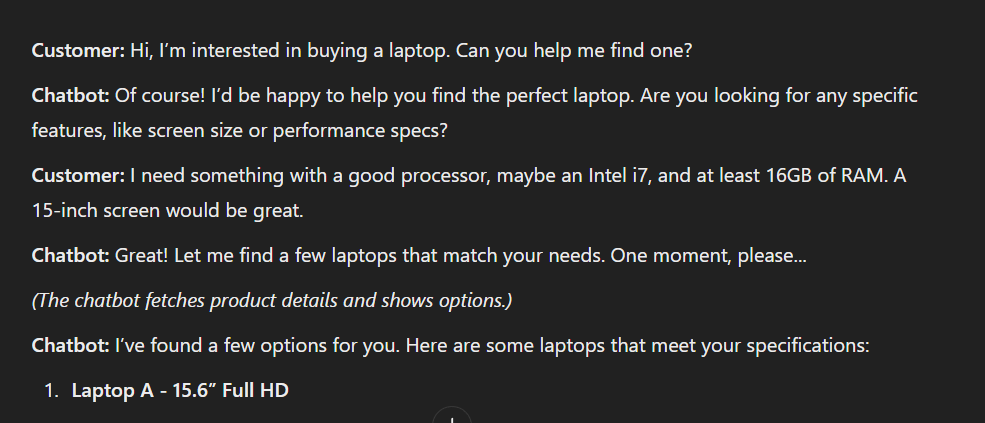 Customer: Hi, I’m interested in buying a laptop. Can you help me find one?
Chatbot: Of course! I’d be happy to help you find the perfect laptop. Are you looking for any specific
features, like screen size or performance specs?
Customer: I need something with a good processor, maybe an Intel i7, and at least 16GB of RAM. A
15-inch screen would be great.
Chatbot: Great! Let me find a few laptops that match your needs. One moment, please...
(The chatbot fetches product details and shows options.)
Chatbot: I’ve found a few options for you. Here are some laptops that meet your specifications:
1. Laptop A - 15.6” Full HD